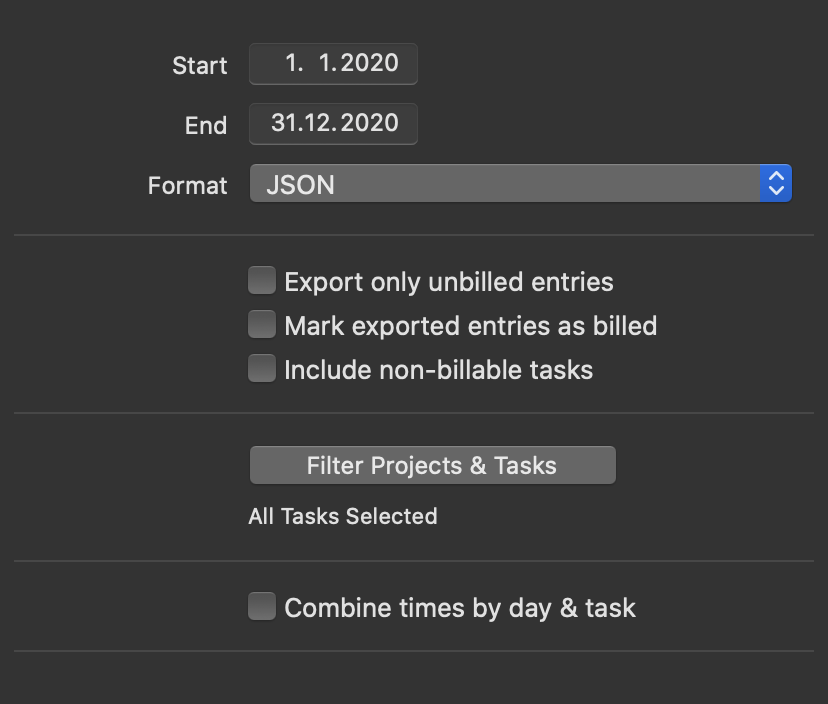 Start 1. 1.2020
End 31.12.2020
Format JSON
Export only unbilled entries
Mark exported entries as billed
Include non-billable tasks
Filter Projects & Tasks
All Tasks Selected
Combine times by day & task